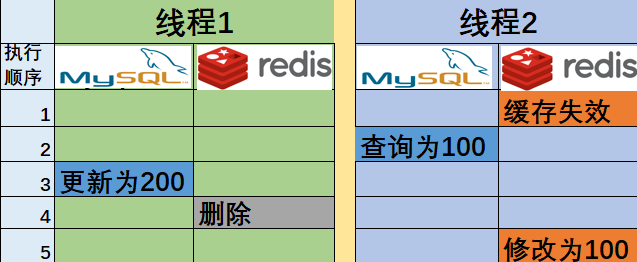 线程1 线程2
执行顺序 MySQL redis MySQL redis
1 缓存失效
2 查询为100
3 更新为200
4 删除
5 修改为100